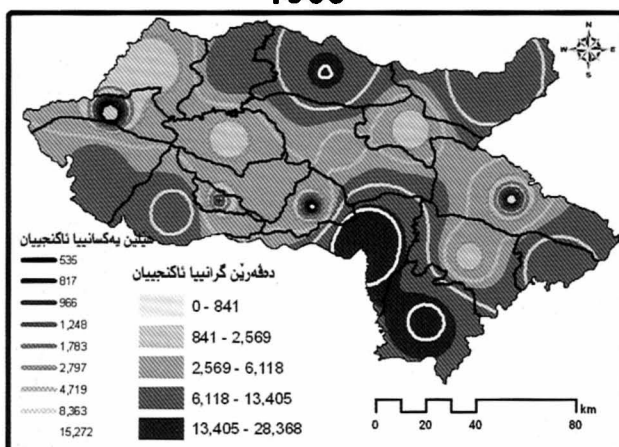 N
W E
S
هێلێن یەکسانییا ئاکنجییان
535
817
966
1,248
1,783
2,797
4,719
8,363
15,272
دەڤەرێن گرانییا ئاکنجییان
0 - 841
841 - 2,569
2,569 - 6,118
6,118 - 13,405
13,405 - 28,368
km
0 20 40 80